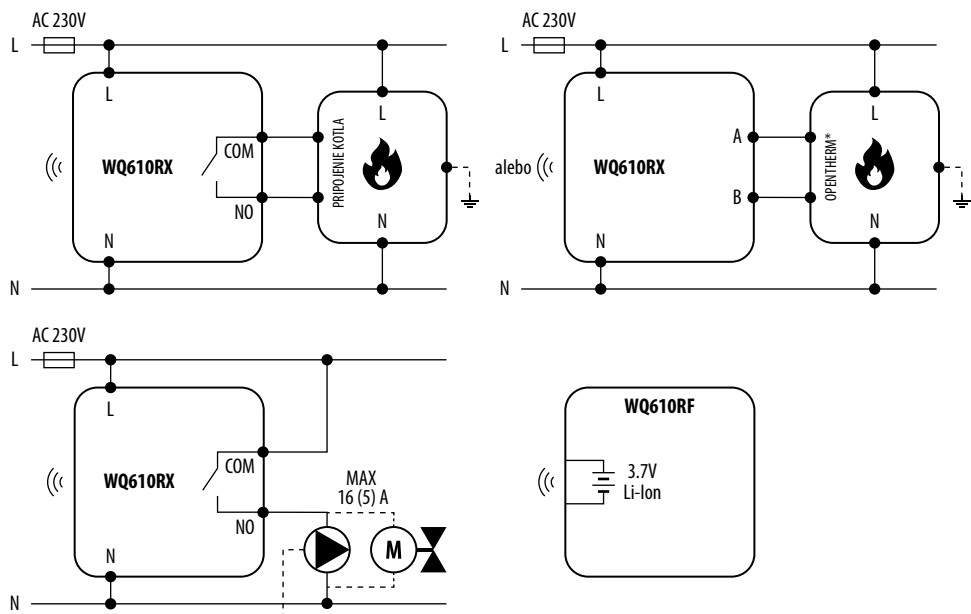 AC 230V
L
L
WQ610RX
COM
NO
N
N
L
PRIPOJENIE KOTLA
N
AC 230V
L
L
alebo
WQ610RX
A
B
N
N
L
OPENTHERM*
N
AC 230V
L
L
WQ610RX
COM
NO
N
N
MAX
16 (5) A
M
WQ610RF
3.7V
Li-Ion